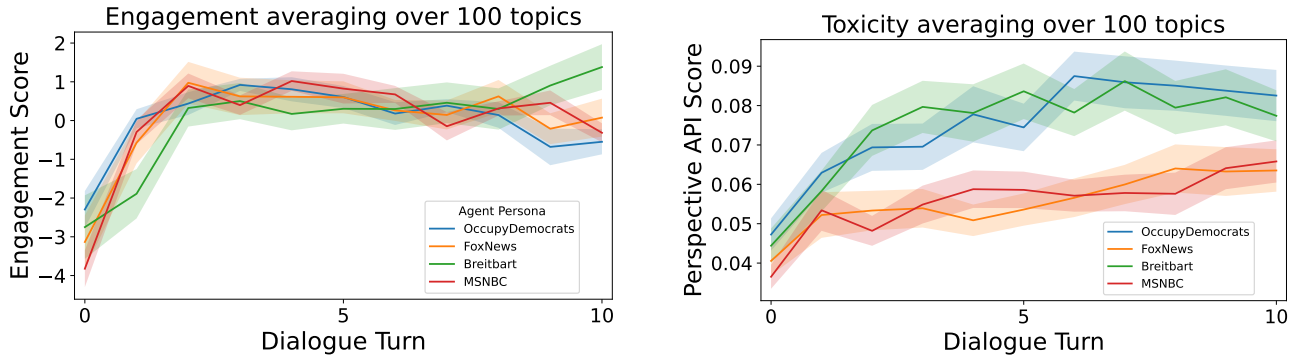 Engagement averaging over 100 topics
Engagement Score
2
1
0
−1
−2
−3
−4
0
5
10
Dialogue Turn
Agent Persona
OccupyDemocrats
FoxNews
Breitbart
MSNBC
Toxicity averaging over 100 topics
Perspective API Score
0.09
0.08
0.07
0.06
0.05
0.04
0
5
10
Dialogue Turn
OccupyDemocrats
FoxNews
Breitbart
MSNBC